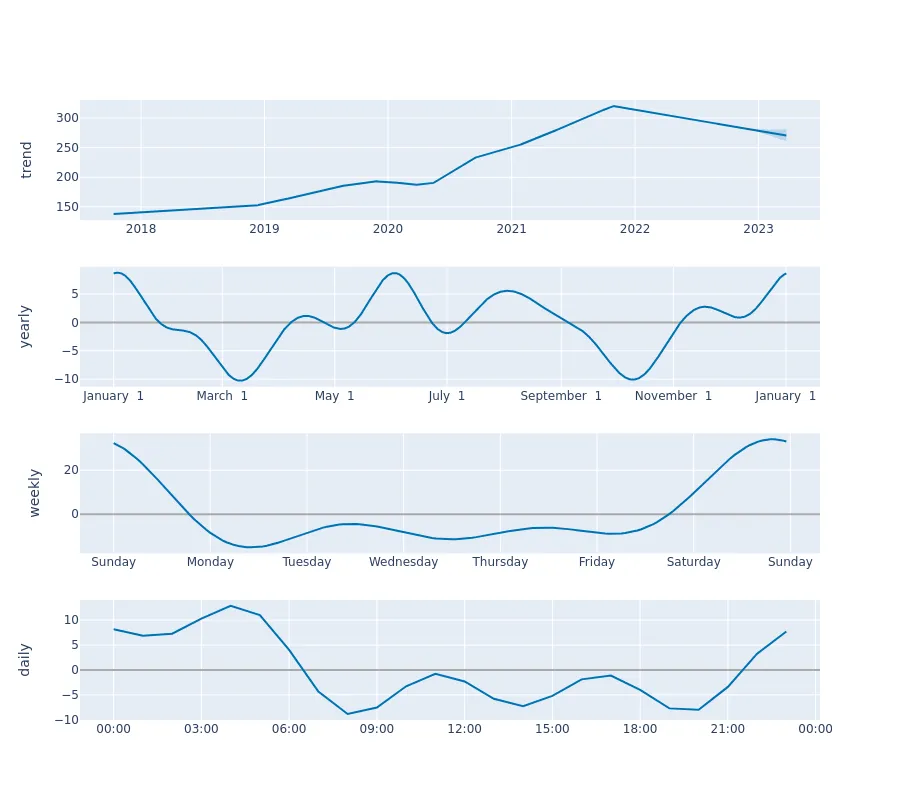 trend
300
250
200
150
2018 2019 2020 2021 2022 2023
yearly
5
0
−5
−10
January 1 March 1 May 1 July 1 September 1 November 1 January 1
weekly
20
0
Sunday Monday Tuesday Wednesday Thursday Friday Saturday Sunday
daily
10
5
0
−5
−10
00:00 03:00 06:00 09:00 12:00 15:00 18:00 21:00 00:00